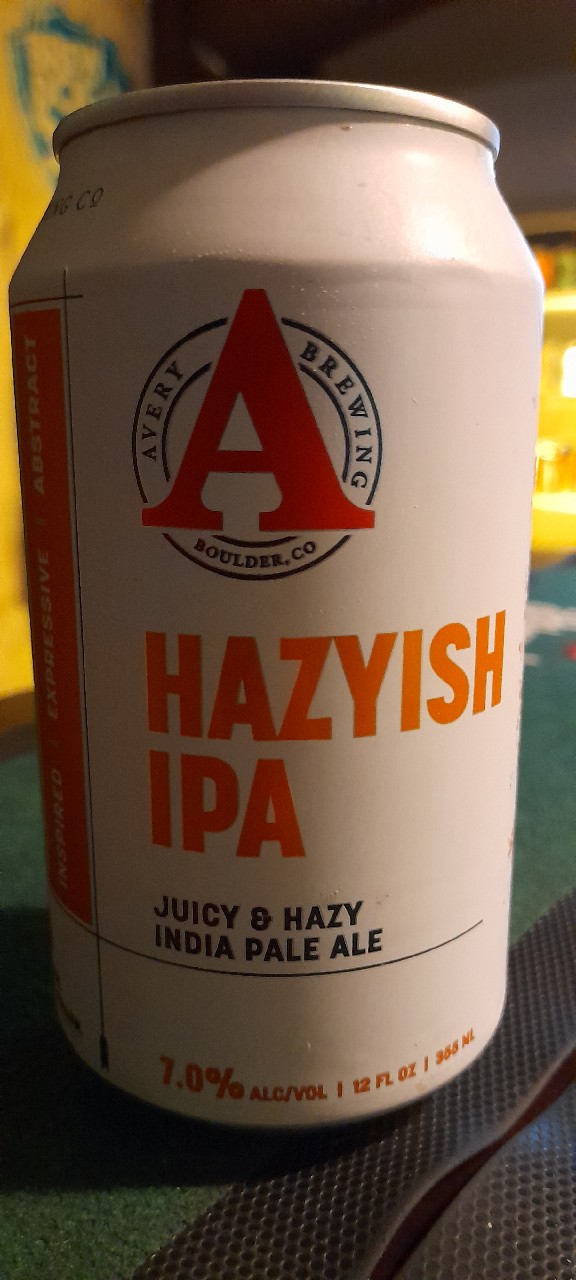 CO
AVERY BREWING
BOULDER, CO
INSPIRED | EXPRESSIVE | ABSTRACT
HAZYISH
IPA
JUICY & HAZY
INDIA PALE ALE
7.0% ALC/VOL | 12 FL OZ | 355 ML